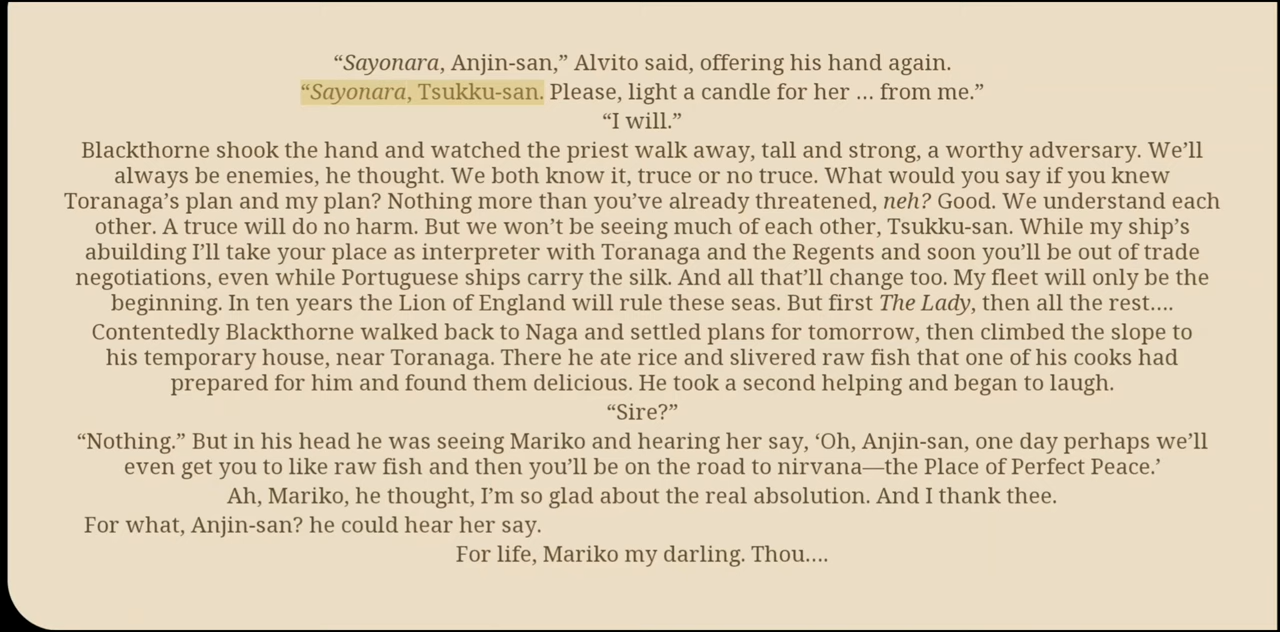 “Sayonara, Anjin-san,” Alvito said, offering his hand again.
“Sayonara, Tsukku-san. Please, light a candle for her … from me.”
“I will.”
Blackthorne shook the hand and watched the priest walk away, tall and strong, a worthy adversary. We’ll
always be enemies, he thought. We both know it, truce or no truce. What would you say if you knew
Toranaga’s plan and my plan? Nothing more than you’ve already threatened, neh? Good. We understand each
other. A truce will do no harm. But we won’t be seeing much of each other, Tsukku-san. While my ship’s
abuilding I’ll take your place as interpreter with Toranaga and the Regents and soon you’ll be out of trade
negotiations, even while Portuguese ships carry the silk. And all that’ll change too. My fleet will only be the
beginning. In ten years the Lion of England will rule these seas. But first The Lady, then all the rest….
Contentedly Blackthorne walked back to Naga and settled plans for tomorrow, then climbed the slope to
his temporary house, near Toranaga. There he ate rice and slivered raw fish that one of his cooks had
prepared for him and found them delicious. He took a second helping and began to laugh.
“Sire?”
“Nothing.” But in his head he was seeing Mariko and hearing her say, ‘Oh, Anjin-san, one day perhaps we’ll
even get you to like raw fish and then you’ll be on the road to nirvana—the Place of Perfect Peace.’
Ah, Mariko, he thought, I’m so glad about the real absolution. And I thank thee.
For what, Anjin-san? he could hear her say.
For life, Mariko my darling. Thou….